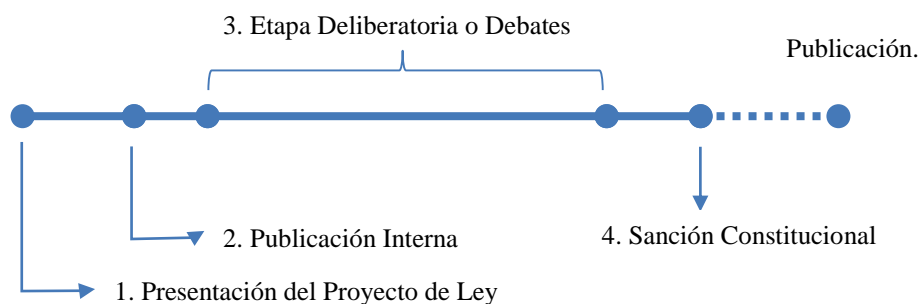 3. Etapa Deliberatoria o Debates
Publicación.
2. Publicación Interna
4. Sanción Constitucional
1. Presentación del Proyecto de Ley